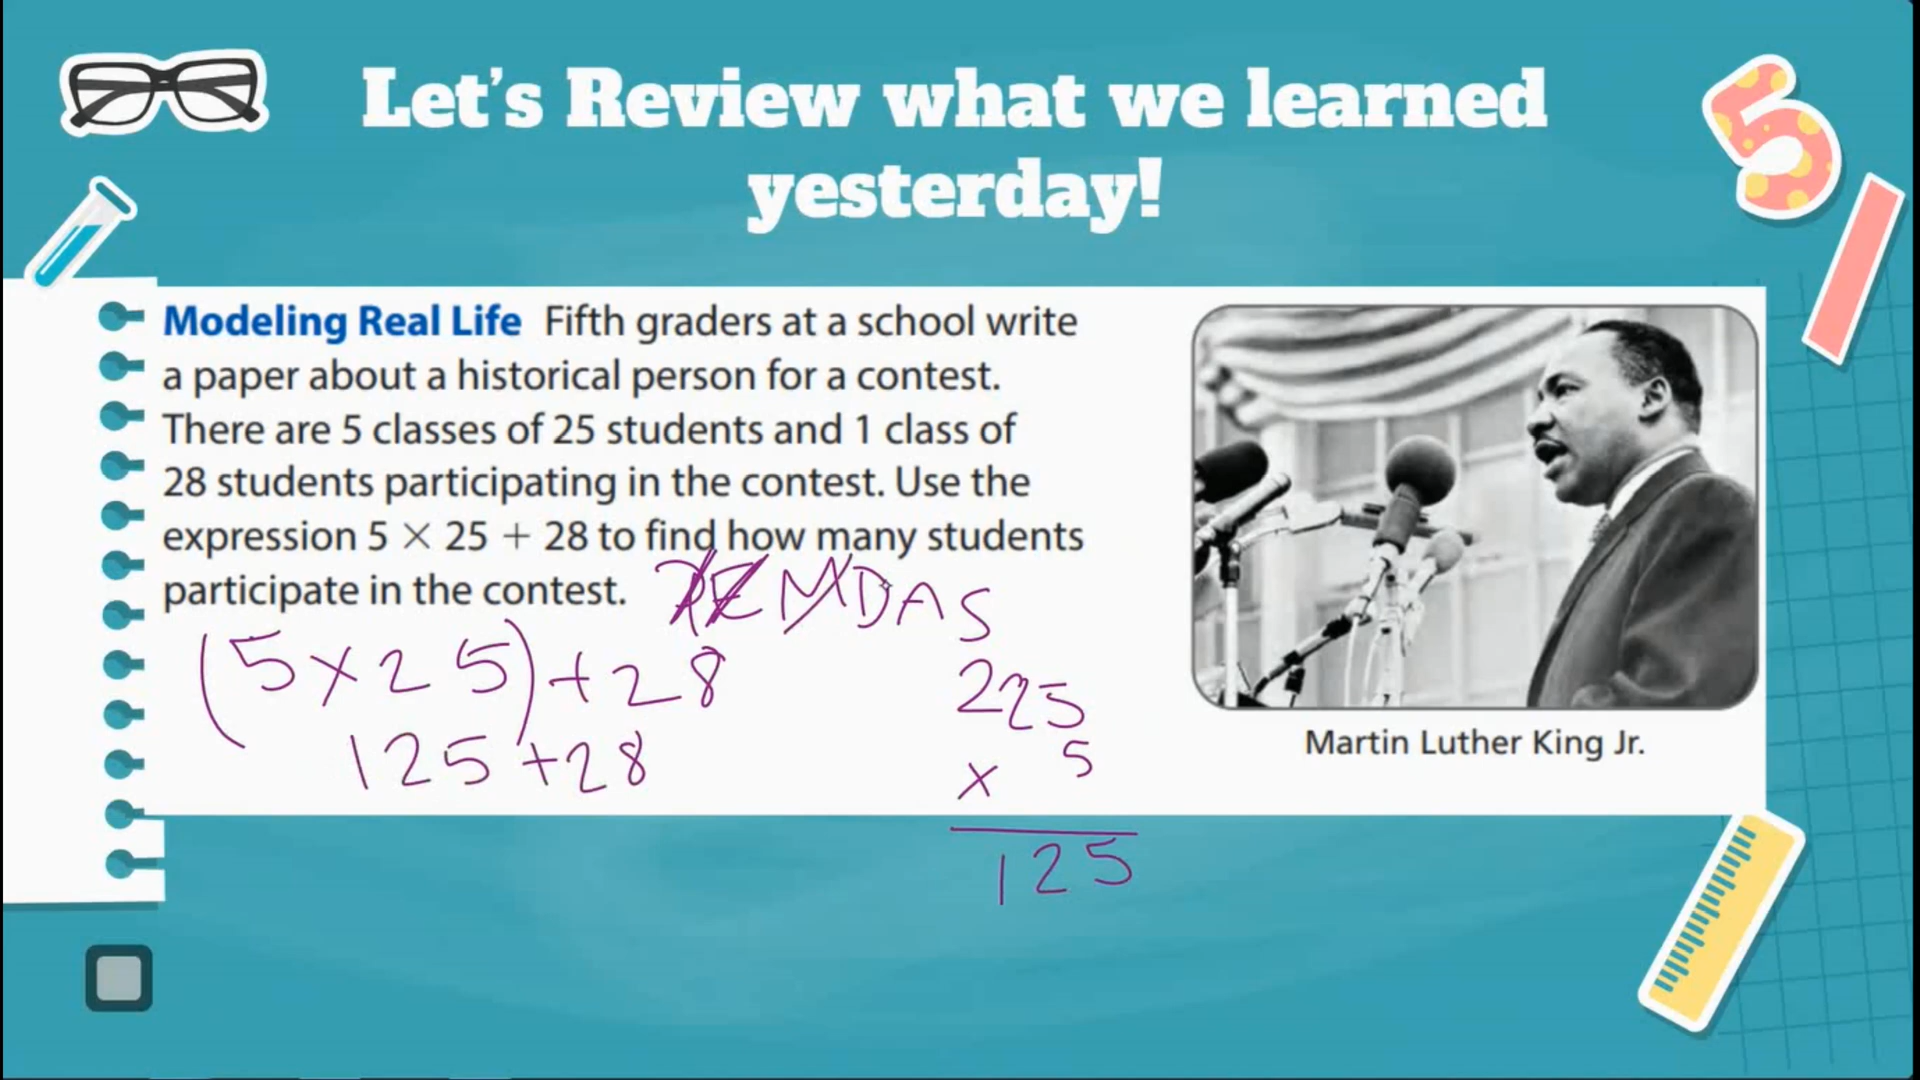 Let's Review what we learned
yesterday!
Modeling Real Life Fifth graders at a school write
a paper about a historical person for a contest.
There are 5 classes of 25 students and 1 class of
28 students participating in the contest. Use the
expression 5 × 25 + 28 to find how many students
participate in the contest.
PEMDAS
(5×25)+28
125+28
225
× 5
125
Martin Luther King Jr.
5